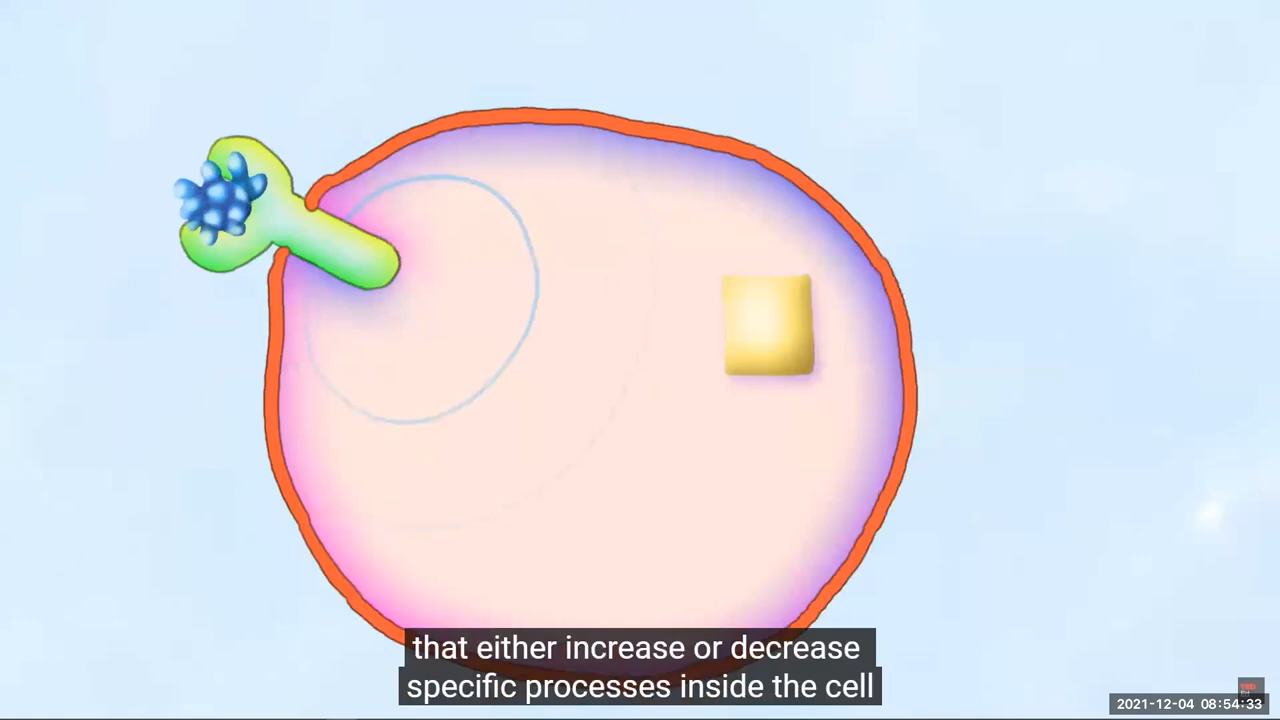 that either increase or decrease
specific processes inside the cell
2021-12-04 08:54:33